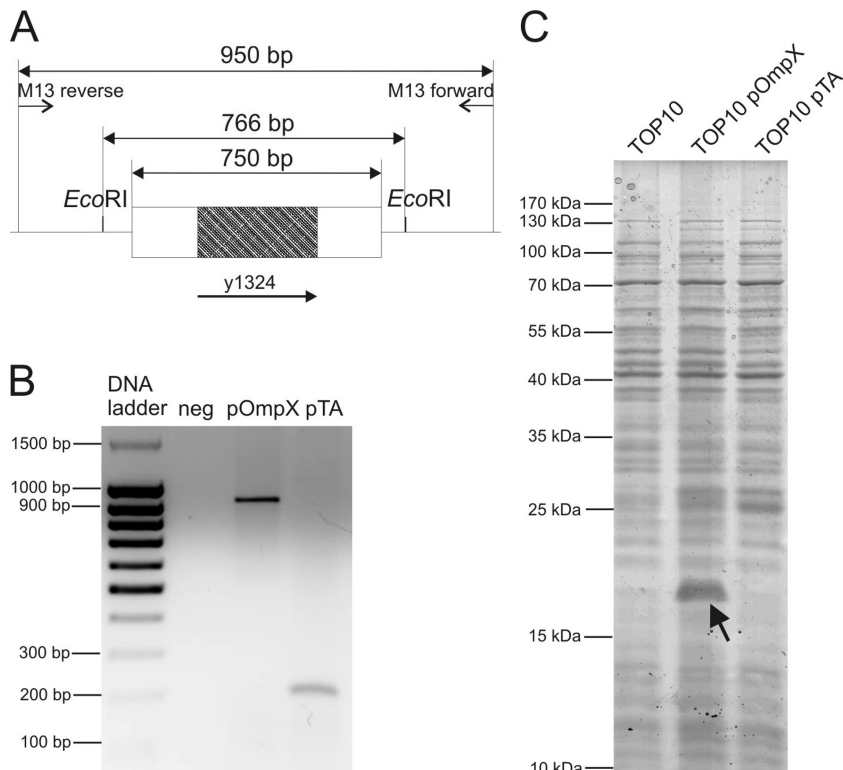 A
950 bp
M13 reverse
M13 forward
766 bp
750 bp
EcoRI
EcoRI
y1324
B
DNA
ladder neg pOmpX pTA
1500 bp
1000 bp
900 bp
300 bp
200 bp
100 bp
C
TOP10
TOP10 pOmpX
TOP10 pTA
170 kDa
130 kDa
100 kDa
70 kDa
55 kDa
40 kDa
35 kDa
25 kDa
15 kDa
10 kDa